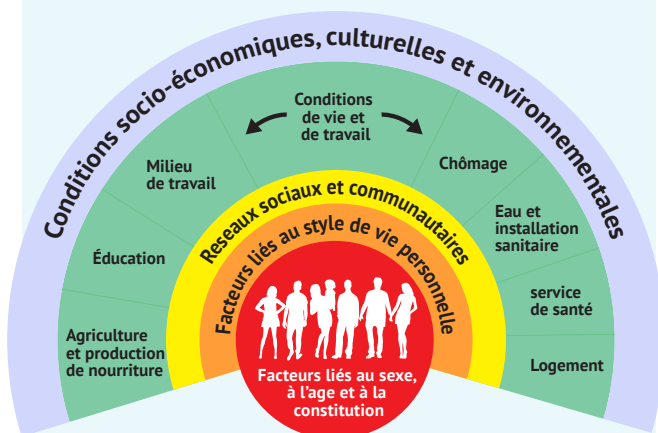 Conditions socio-économiques, culturelles et environnementales
Conditions
de vie et
de travail
Agriculture
et production
de nourriture
Éducation
Milieu
de travail
Chômage
Eau et
installation
sanitaire
service
de santé
Logement
Reseaux sociaux et communautaires
Facteurs liés au style de vie personnelle
Facteurs liés au sexe,
à l'age et à la
constitution